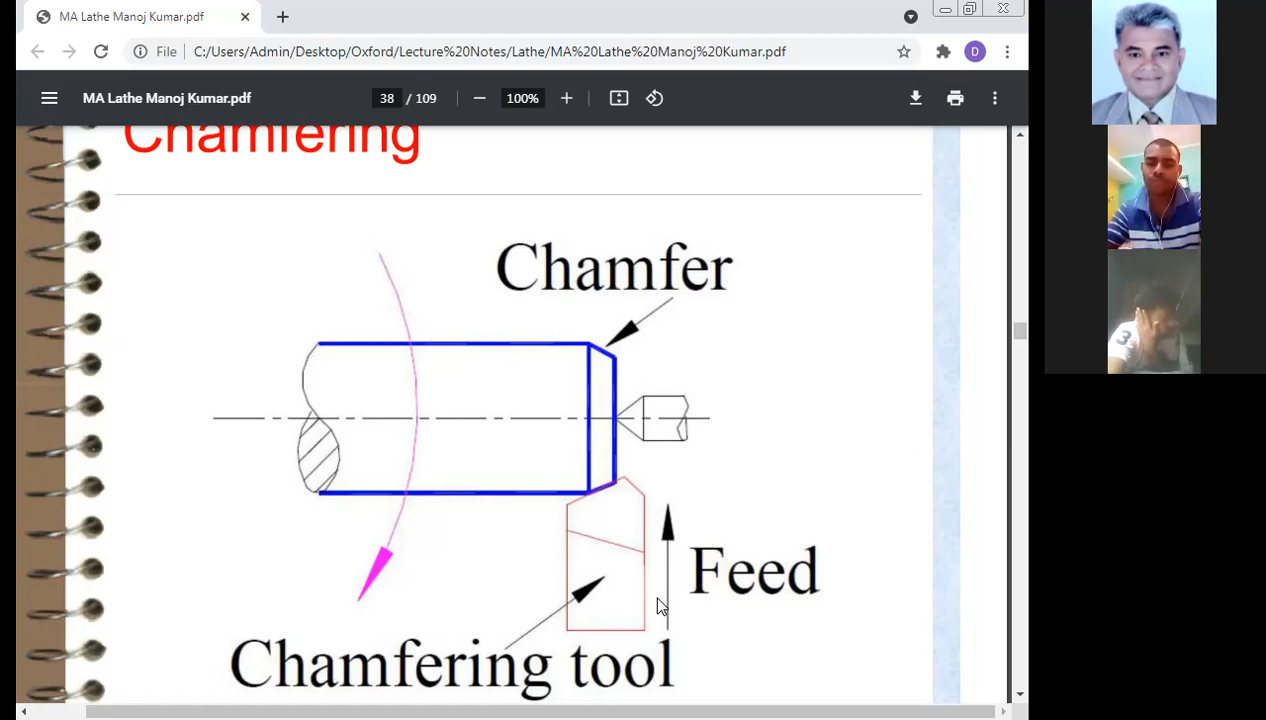 MA Lathe Manoj Kumar.pdf
File
C:/Users/Admin/Desktop/Oxford/Lecture%20Notes/Lathe/MA%20Lathe%20Manoj%20Kumar.pdf
D
MA Lathe Manoj Kumar.pdf
38 / 109
100%
Chamfering
Chamfer
Feed
Chamfering tool
3